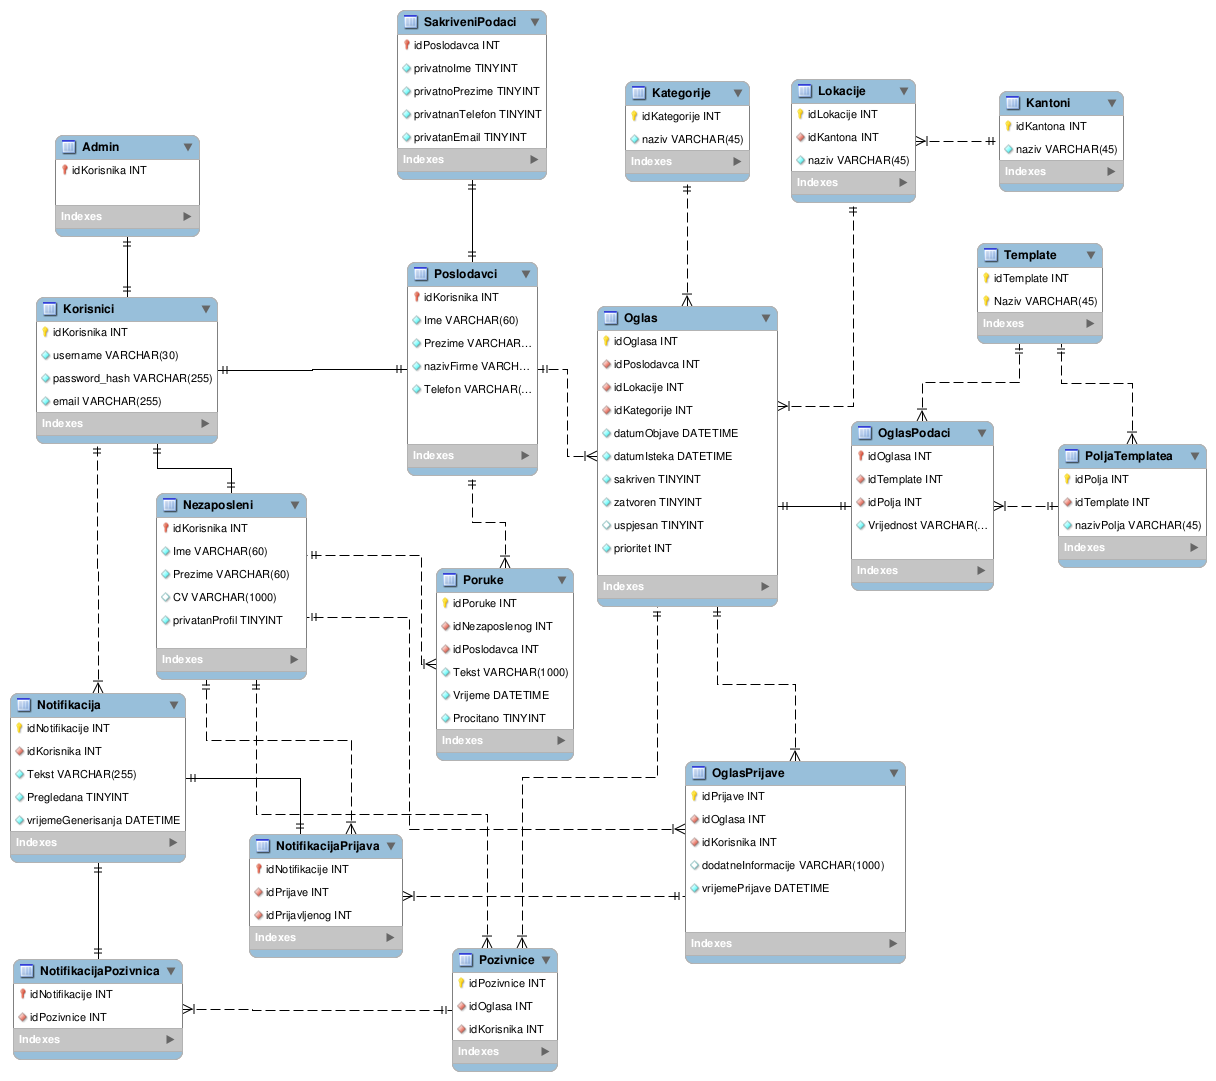 SakriveniPodaci
idPoslodavca INT
privatnoIme TINYINT
privatnoPrezime TINYINT
privatnanTelefon TINYINT
privatanEmail TINYINT
Indexes
Kategorije
idKategorije INT
naziv VARCHAR(45)
Indexes
Lokacije
idLokacije INT
idKantona INT
naziv VARCHAR(45)
Indexes
Kantoni
idKantona INT
naziv VARCHAR(45)
Indexes
Admin
idKorisnika INT
Indexes
Korisnici
idKorisnika INT
username VARCHAR(30)
password_hash VARCHAR(255)
email VARCHAR(255)
Indexes
Poslodavci
idKorisnika INT
Ime VARCHAR(60)
Prezime VARCHAR...
nazivFirme VARCH...
Telefon VARCHAR(...
Indexes
Oglas
idOglasa INT
idPoslodavca INT
idLokacije INT
idKategorije INT
datumObjave DATETIME
datumIsteka DATETIME
sakriven TINYINT
zatvoren TINYINT
uspjesan TINYINT
prioritet INT
Indexes
Template
idTemplate INT
Naziv VARCHAR(45)
Indexes
OglasPodaci
idOglasa INT
idTemplate INT
idPolja INT
Vrijednost VARCHAR(...
Indexes
PoljaTemplatea
idPolja INT
idTemplate INT
nazivPolja VARCHAR(45)
Indexes
Nezaposleni
idKorisnika INT
Ime VARCHAR(60)
Prezime VARCHAR(60)
CV VARCHAR(1000)
privatanProfil TINYINT
Indexes
Poruke
idPoruke INT
idNezaposlenog INT
idPoslodavca INT
Tekst VARCHAR(1000)
Vrijeme DATETIME
Procitano TINYINT
Indexes
Notifikacija
idNotifikacije INT
idKorisnika INT
Tekst VARCHAR(255)
Pregledana TINYINT
vrijemeGenerisanja DATETIME
Indexes
OglasPrijave
idPrijave INT
idOglasa INT
idKorisnika INT
dodatneInformacije VARCHAR(1000)
vrijemePrijave DATETIME
Indexes
NotifikacijaPrijava
idNotifikacije INT
idPrijave INT
idPrijavljenog INT
Indexes
Pozivnice
idPozivnice INT
idOglasa INT
idKorisnika INT
Indexes
NotifikacijaPozivnica
idNotifikacije INT
idPozivnice INT
Indexes